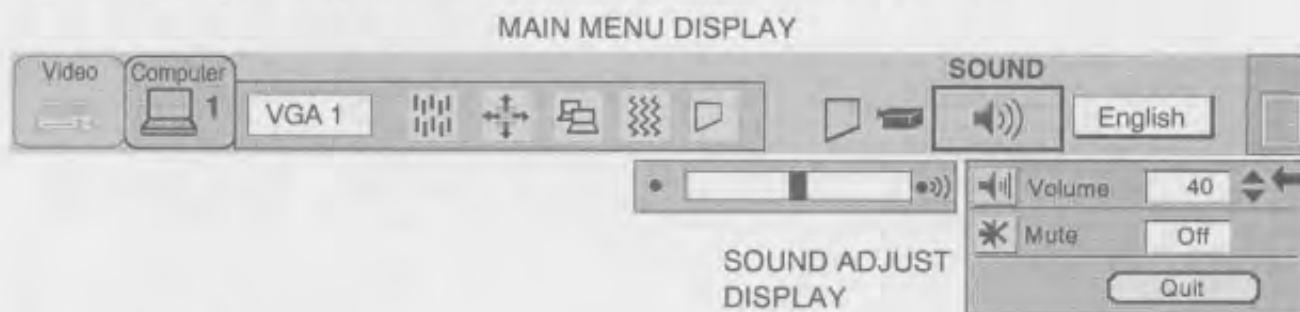 MAIN MENU DISPLAY
Video
Computer
1
SOUND
VGA 1
English
Volume 40
Mute Off
Quit
SOUND ADJUST
DISPLAY